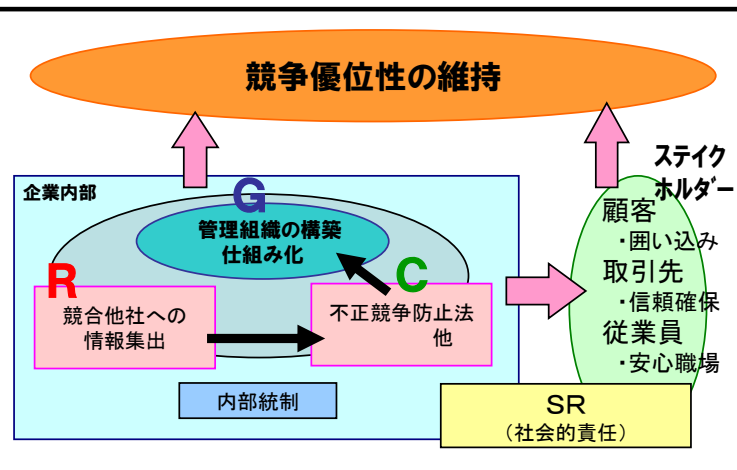 競争優位性の維持
ステイク
ホルダー
企業内部
G
管理組織の構築
仕組み化
R
C
競合他社への
情報集出
不正競争防止法
他
内部統制
顧客
・囲い込み
取引先
・信頼確保
従業員
・安心職場
SR
（社会的責任）